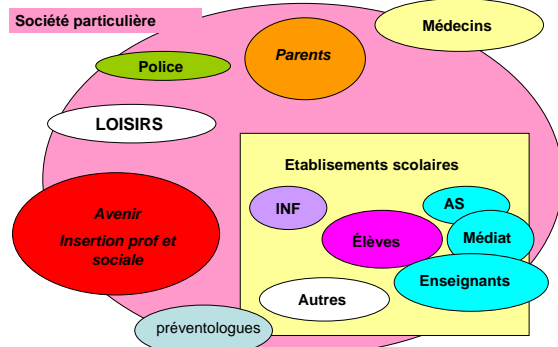 Société particulière
Médecins
Parents
Police
LOISIRS
Etablisements scolaires
Avenir
Insertion prof et
sociale
INF
AS
Élèves
Médiat
Enseignants
Autres
préventologues